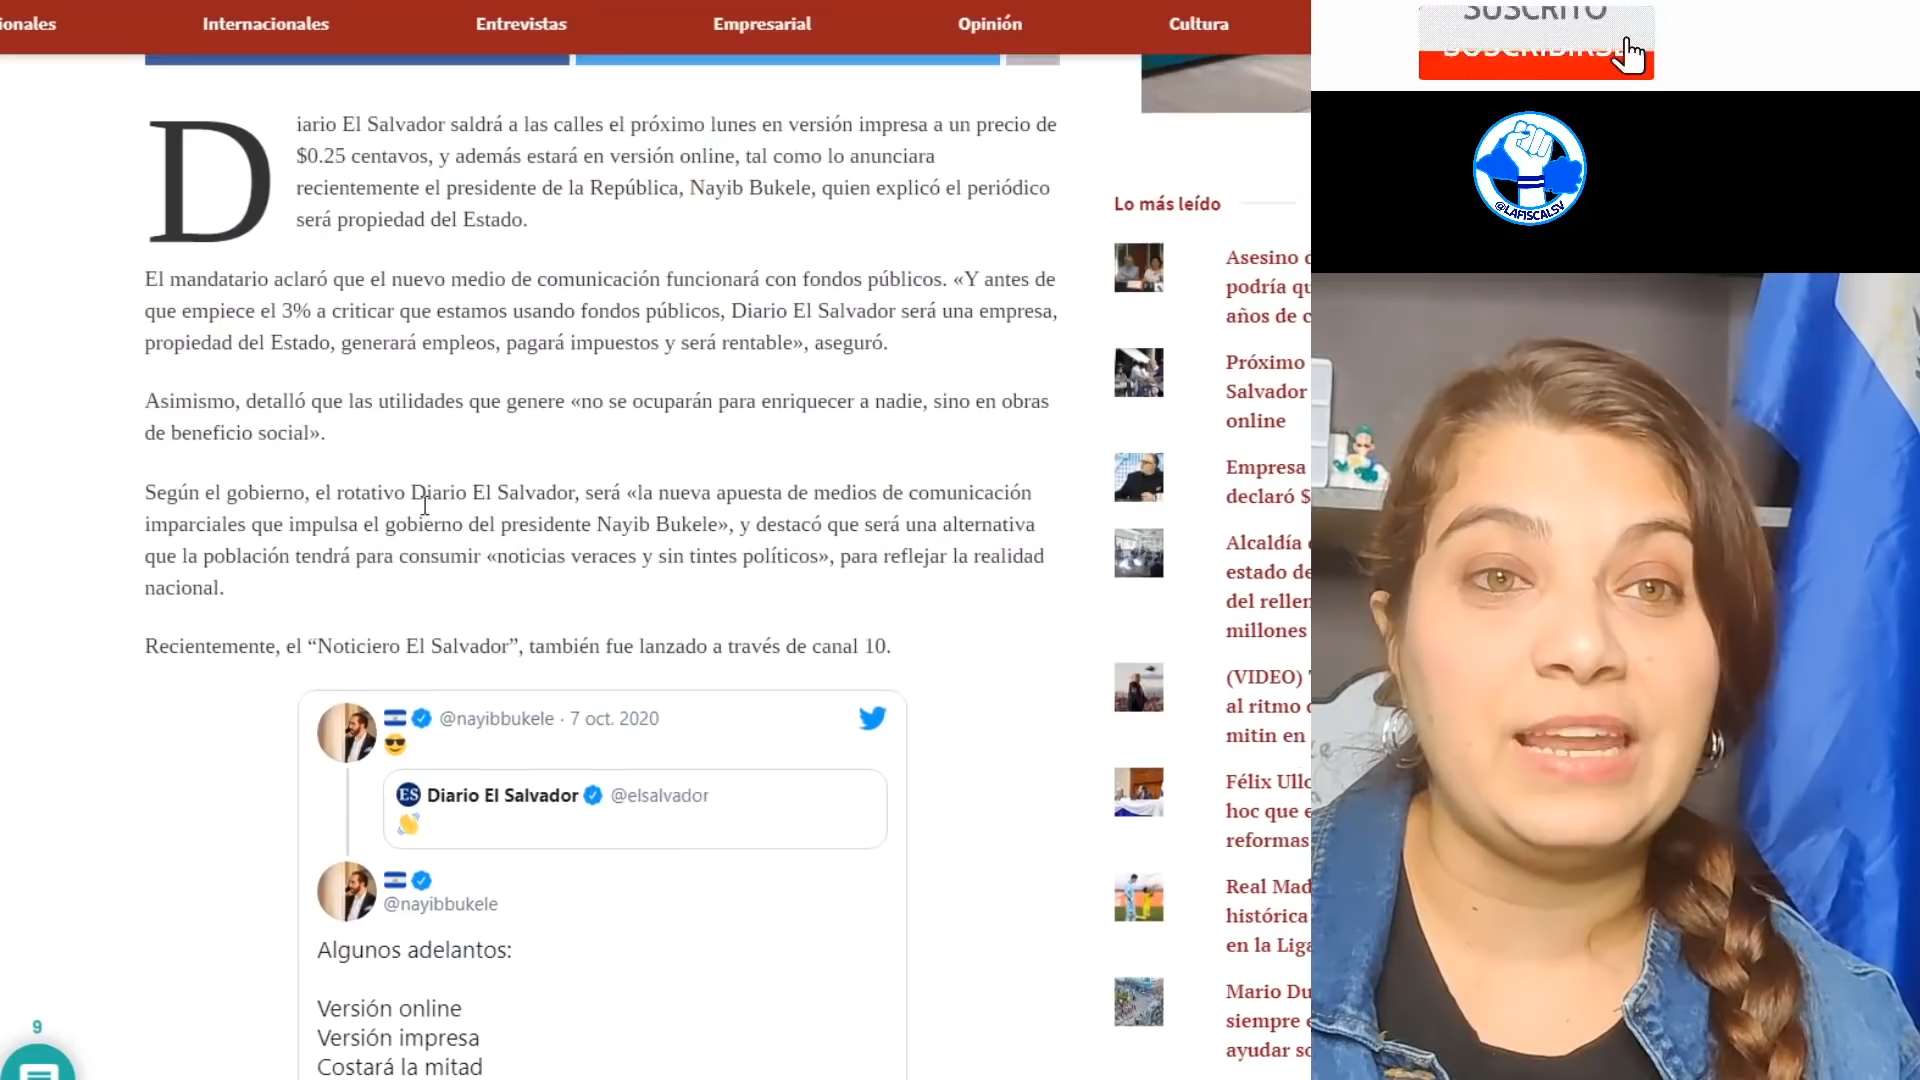 ionales Internacionales Entrevistas Empresarial Opinión Cultura
SUSCRITO
SUSCRIBIRSE
@LAFISCALSV
Diario El Salvador saldrá a las calles el próximo lunes en versión impresa a un precio de
$0.25 centavos, y además estará en versión online, tal como lo anunciara
recientemente el presidente de la República, Nayib Bukele, quien explicó el periódico
será propiedad del Estado.
El mandatario aclaró que el nuevo medio de comunicación funcionará con fondos públicos. «Y antes de
que empiece el 3% a criticar que estamos usando fondos públicos, Diario El Salvador será una empresa,
propiedad del Estado, generará empleos, pagará impuestos y será rentable», aseguró.
Asimismo, detalló que las utilidades que genere «no se ocuparán para enriquecer a nadie, sino en obras
de beneficio social».
Según el gobierno, el rotativo Diario El Salvador, será «la nueva apuesta de medios de comunicación
imparciales que impulsa el gobierno del presidente Nayib Bukele», y destacó que será una alternativa
que la población tendrá para consumir «noticias veraces y sin tintes políticos», para reflejar la realidad
nacional.
Recientemente, el “Noticiero El Salvador”, también fue lanzado a través de canal 10.
@nayibbukele · 7 oct. 2020
😎
ES Diario El Salvador @elsalvador
👋
@nayibbukele
Algunos adelantos:
Versión online
Versión impresa
Costará la mitad
9
Lo más leído
Asesino
podría qu
años de c
Próximo
Salvador
online
Empresa
declaró $
Alcaldía
estado de
del rellen
millones
(VIDEO)
al ritmo
mitin en
Félix Ullo
hoc que e
reformas
Real Mad
histórica
en la Liga
Mario Du
siempre e
ayudar so